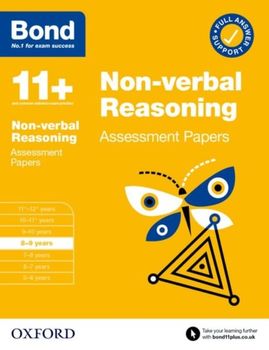 Bond
No.1 for exam success
FULL ANSWER
SUPPORT
11+
Non-verbal
Reasoning
Assessment
Papers
11⁺-12⁺ years
10-11⁺ years
9-10 years
8-9 years
7-8 years
6-7 years
5-6 years
Non-verbal
Reasoning
Assessment Papers
OXFORD
Take your learning further
with bond11plus.co.uk